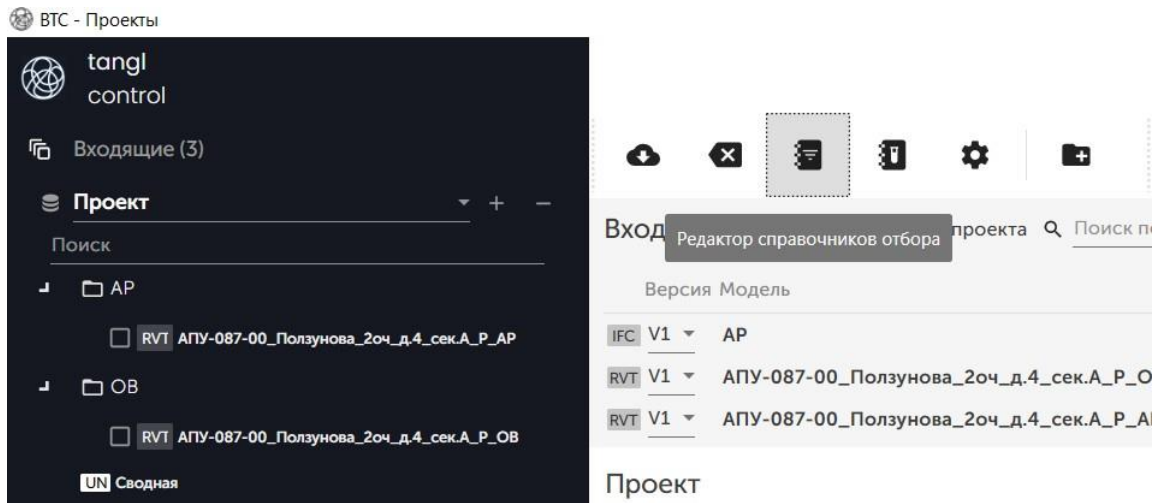 ВТС - Проекты
tangl
control
Входящие (3)
Проект
Поиск
АР
RVT АПУ-087-00_Ползунова_2оч_д.4_сек.А_Р_АР
ОВ
RVT АПУ-087-00_Ползунова_2оч_д.4_сек.А_Р_ОВ
UN Сводная
Редактор справочников отбора
проекта
Поиск
Версия Модель
IFC V1 АР
RVT V1 АПУ-087-00_Ползунова_2оч_д.4_сек.А_Р_О
RVT V1 АПУ-087-00_Ползунова_2оч_д.4_сек.А_Р_А
Проект